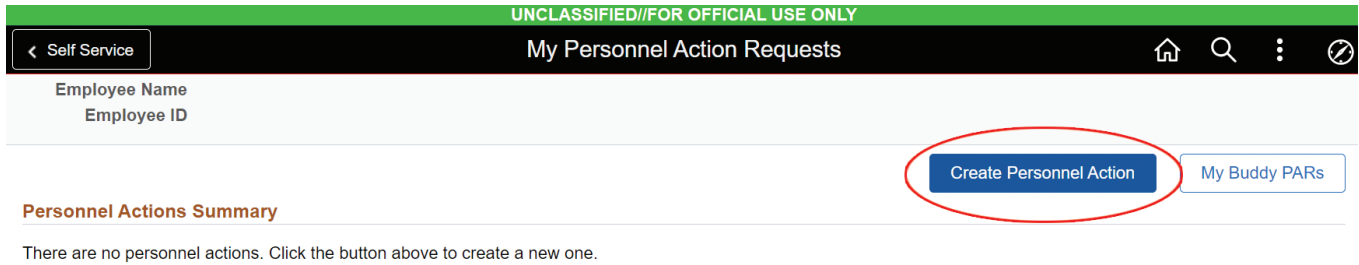 UNCLASSIFIED//FOR OFFICIAL USE ONLY
Self Service
My Personnel Action Requests
Employee Name
Employee ID
Create Personnel Action
My Buddy PARs
Personnel Actions Summary
There are no personnel actions. Click the button above to create a new one.